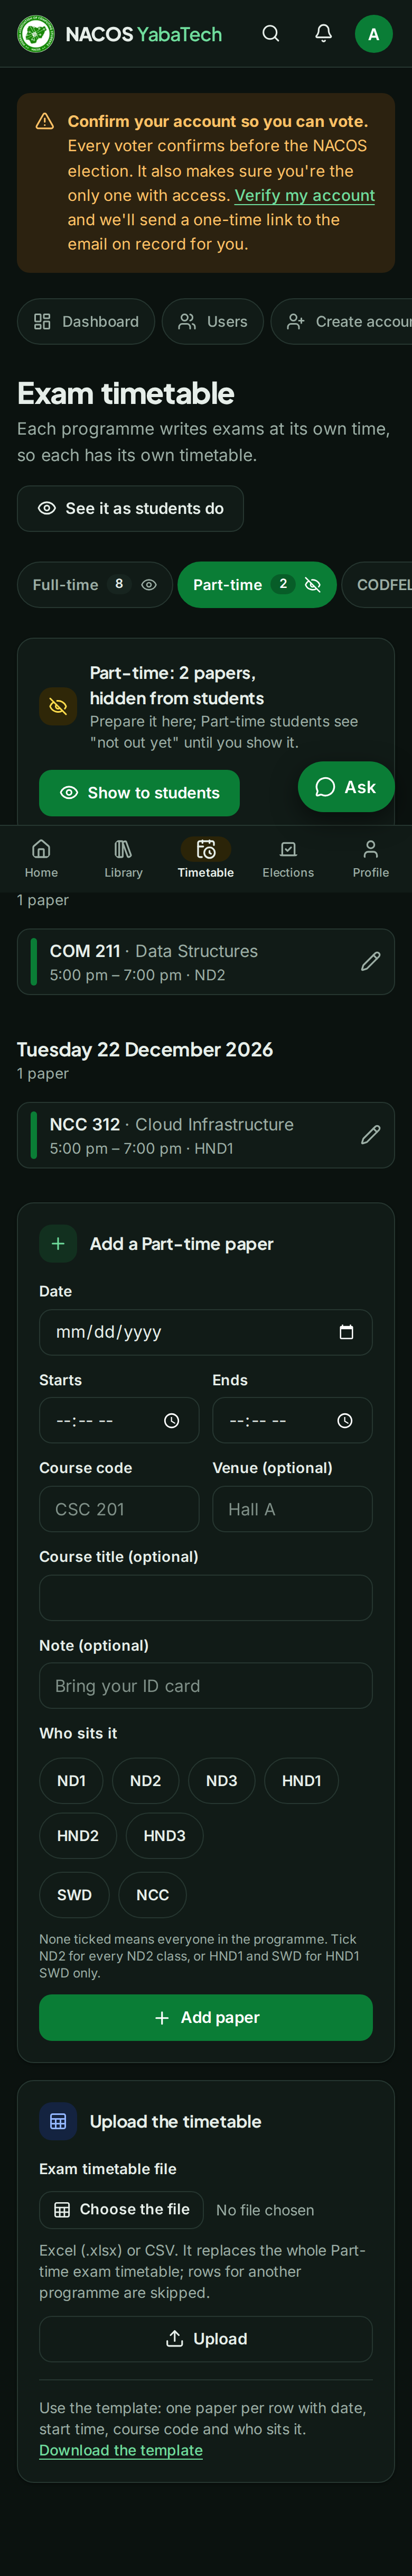 NACOS YabaTech
A
Confirm your account so you can vote.
Every voter confirms before the NACOS
election. It also makes sure you're the
only one with access. Verify my account
and we'll send a one-time link to the
email on record for you.
Dashboard
Users
Create accou
Exam timetable
Each programme writes exams at its own time,
so each has its own timetable.
See it as students do
Full-time 8
Part-time 2
CODFEL
Part-time: 2 papers,
hidden from students
Prepare it here; Part-time students see
"not out yet" until you show it.
Show to students
Ask
Home
Library
Timetable
Elections
Profile
1 paper
COM 211 · Data Structures
5:00 pm – 7:00 pm · ND2
Tuesday 22 December 2026
1 paper
NCC 312 · Cloud Infrastructure
5:00 pm – 7:00 pm · HND1
Add a Part-time paper
Date
mm/dd/yyyy
Starts
Ends
--:-- --
--:-- --
Course code
Venue (optional)
CSC 201
Hall A
Course title (optional)
Note (optional)
Bring your ID card
Who sits it
ND1
ND2
ND3
HND1
HND2
HND3
SWD
NCC
None ticked means everyone in the programme. Tick
ND2 for every ND2 class, or HND1 and SWD for HND1
SWD only.
Add paper
Upload the timetable
Exam timetable file
Choose the file
No file chosen
Excel (.xlsx) or CSV. It replaces the whole Part-
time exam timetable; rows for another
programme are skipped.
Upload
Use the template: one paper per row with date,
start time, course code and who sits it.
Download the template